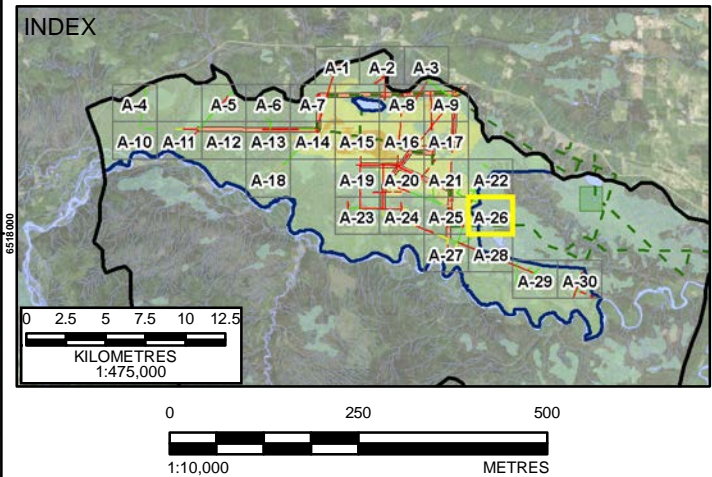 INDEX
A-1 A-2 A-3
A-4 A-5 A-6 A-7 A-8 A-9
A-10 A-11 A-12 A-13 A-14 A-15 A-16 A-17
A-18 A-19 A-20 A-21 A-22
A-23 A-24 A-25 A-26
A-27 A-28
A-29 A-30
6518000
0 2.5 5 7.5 10 12.5
KILOMETRES
1:475,000
0 250 500
1:10,000 METRES